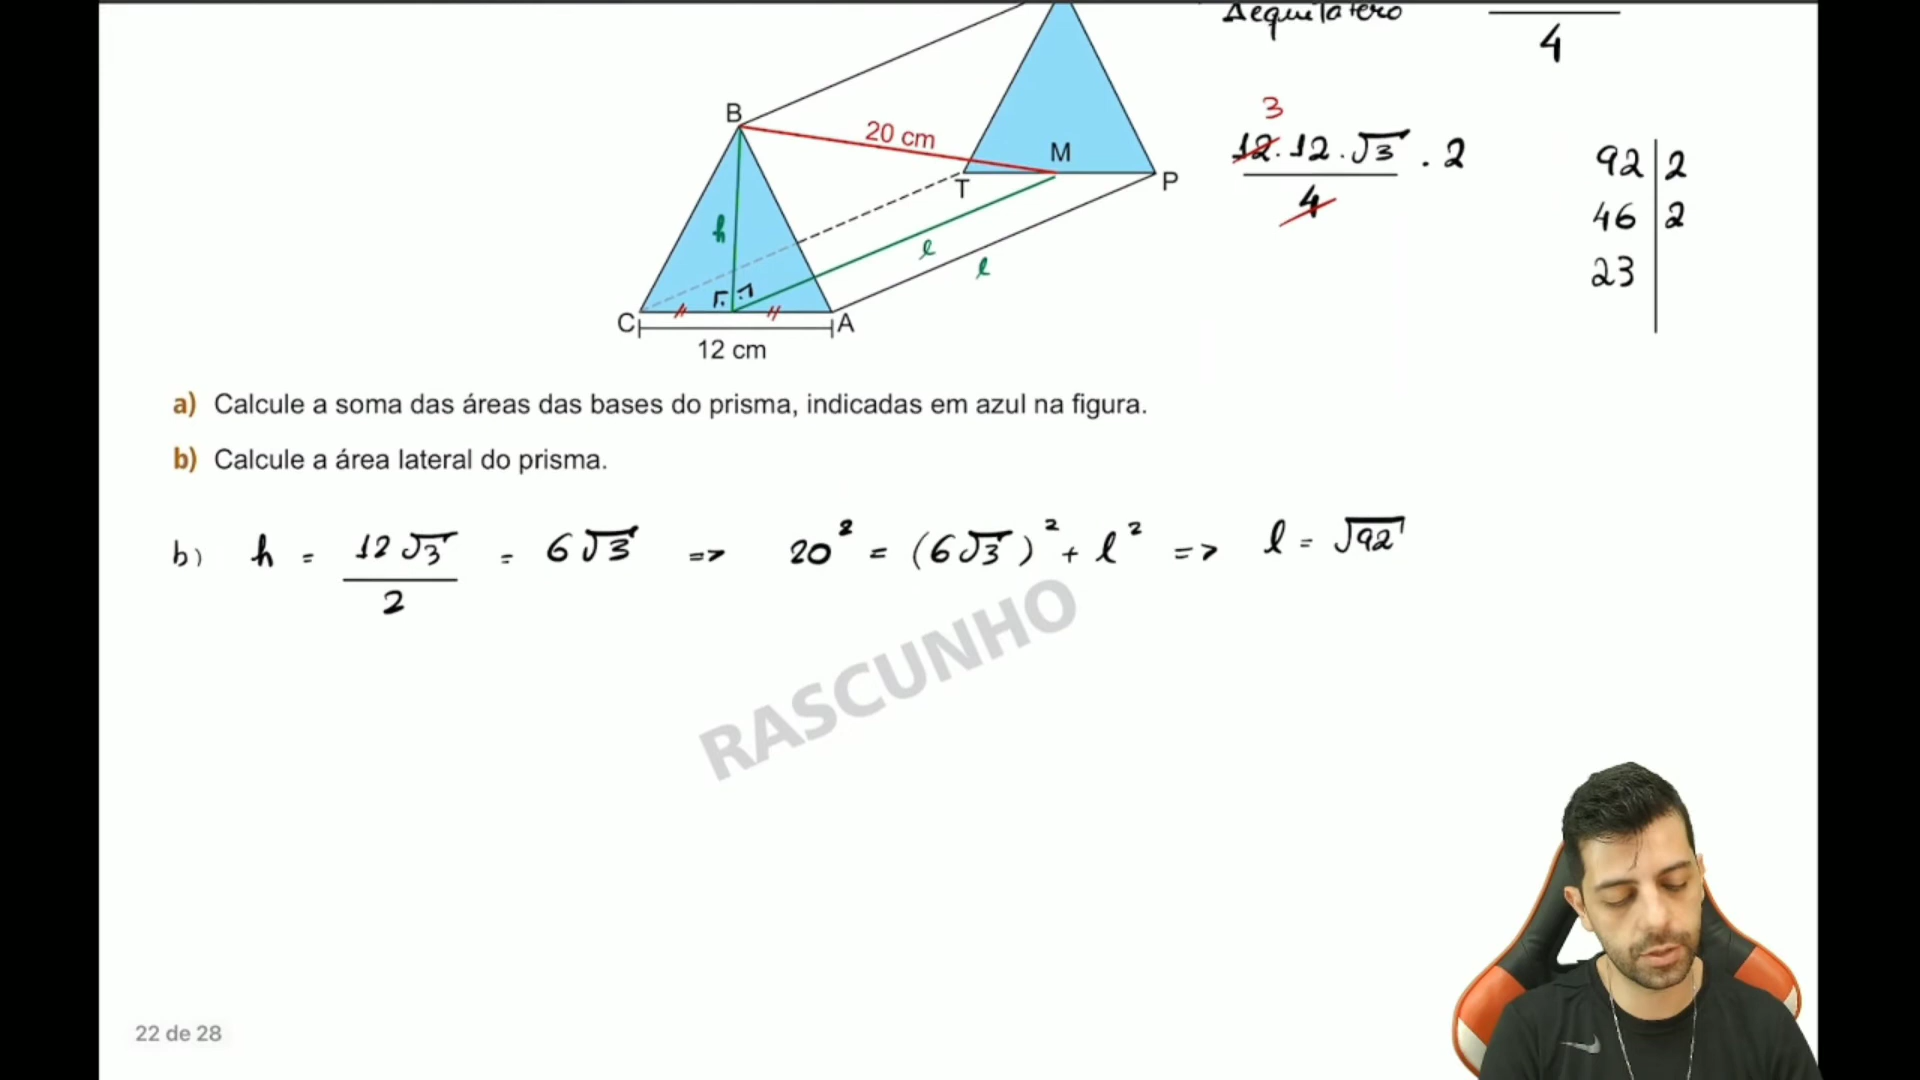 Δequilátero
4
B
20 cm
M
T
P
h
l
l
C
A
12 cm
3
12.12.√3 . 2
4
92 | 2
46 | 2
23
a) Calcule a soma das áreas das bases do prisma, indicadas em azul na figura.
b) Calcule a área lateral do prisma.
b) h = 12√3 / 2 = 6√3 => 20² = (6√3)² + l² => l = √92
RASCUNHO
22 de 28